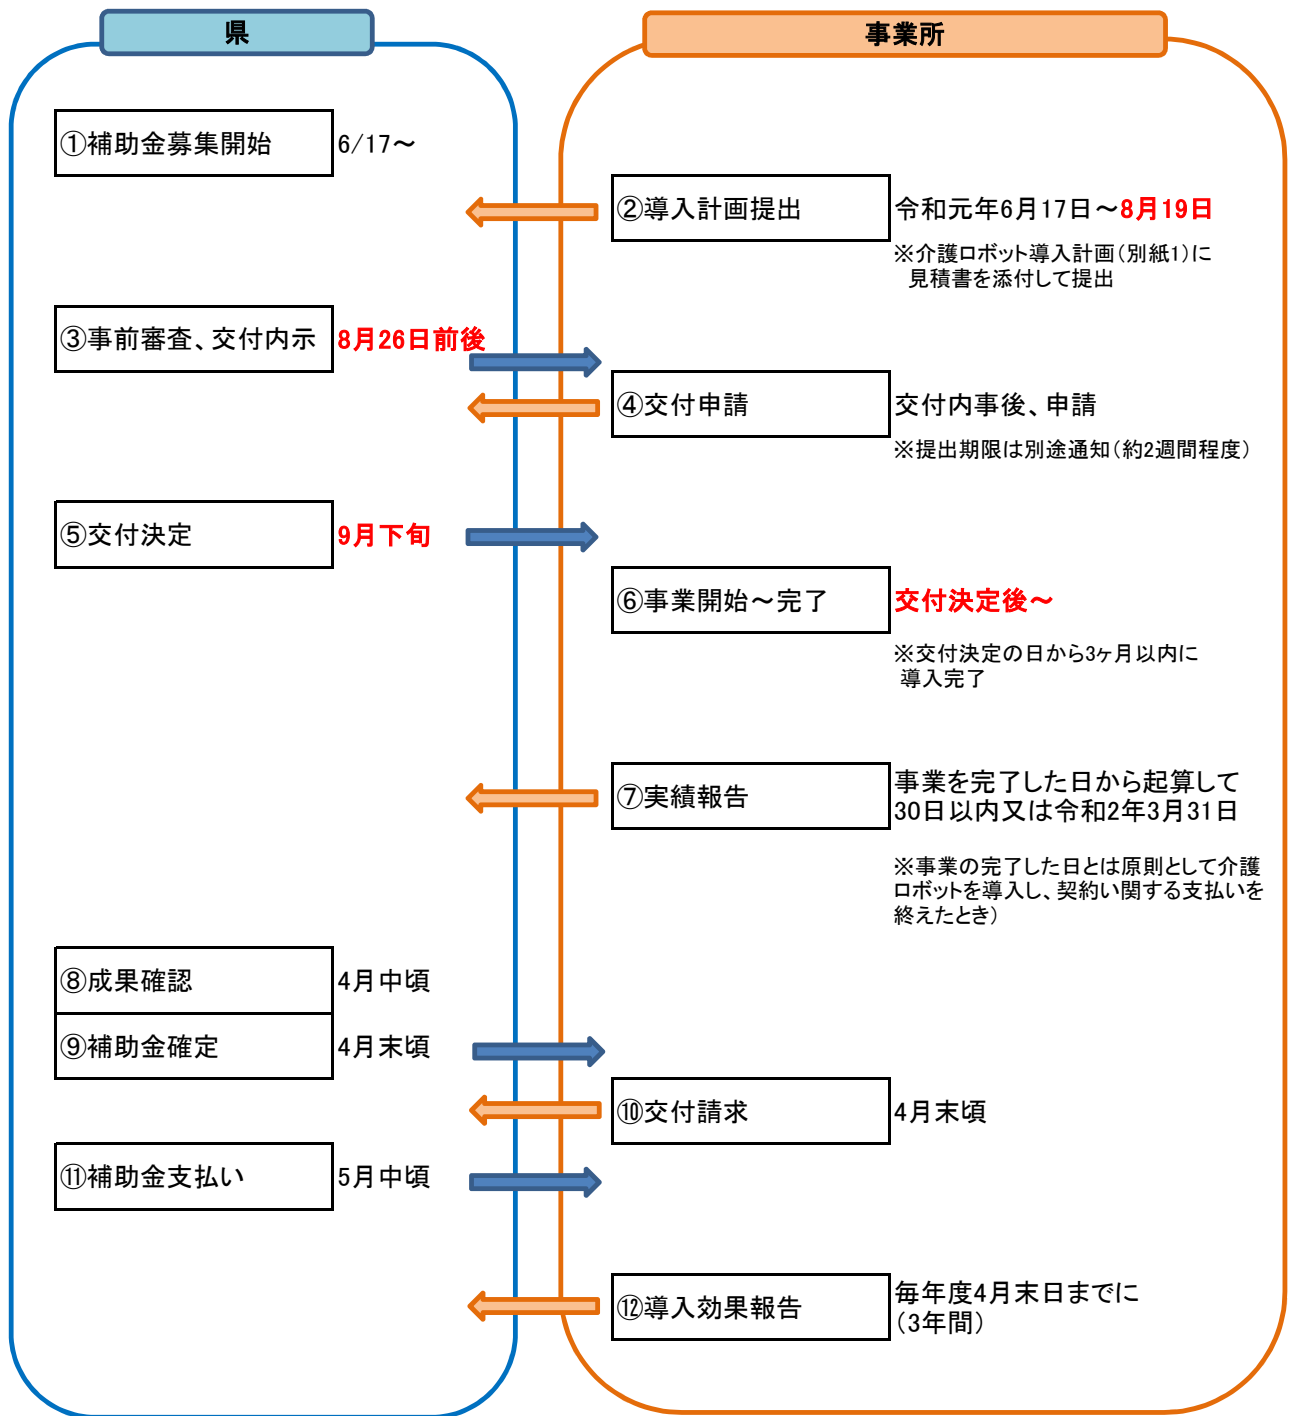 県
事業所
①補助金募集開始 6/17～
②導入計画提出 令和元年6月17日～8月19日
※介護ロボット導入計画（別紙1）に
見積書を添付して提出
③事前審査、交付内示 8月26日前後
④交付申請 交付内事後、申請
※提出期限は別途通知（約2週間程度）
⑤交付決定 9月下旬
⑥事業開始～完了 交付決定後～
※交付決定の日から3ヶ月以内に
導入完了
⑦実績報告 事業を完了した日から起算して
30日以内又は令和2年3月31日
※事業の完了した日とは原則として介護
ロボットを導入し、契約い関する支払いを
終えたとき）
⑧成果確認 4月中頃
⑨補助金確定 4月末頃
⑩交付請求 4月末頃
⑪補助金支払い 5月中頃
⑫導入効果報告 毎年度4月末日までに
（3年間）